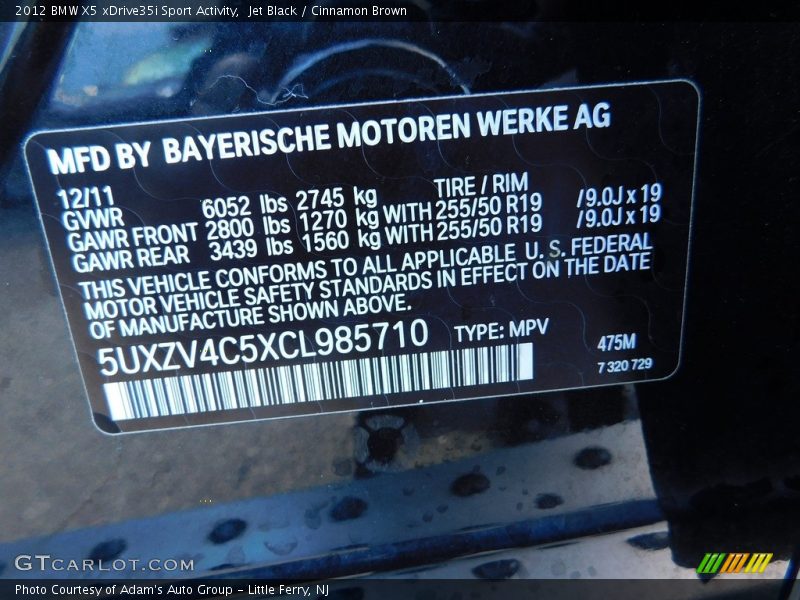 2012 BMW X5 xDrive35i Sport Activity, Jet Black / Cinnamon Brown
MFD BY BAYERISCHE MOTOREN WERKE AG
12/11 TIRE / RIM
GVWR 6052 lbs 2745 kg
GAWR FRONT 2800 lbs 1270 kg WITH 255/50 R19 /9.0J x 19
GAWR REAR 3439 lbs 1560 kg WITH 255/50 R19 /9.0J x 19
THIS VEHICLE CONFORMS TO ALL APPLICABLE U. S. FEDERAL
MOTOR VEHICLE SAFETY STANDARDS IN EFFECT ON THE DATE
OF MANUFACTURE SHOWN ABOVE.
5UXZV4C5XCL985710 TYPE: MPV 475M
7 320 729
GTCARLOT.COM
Photo Courtesy of Adam's Auto Group - Little Ferry, NJ